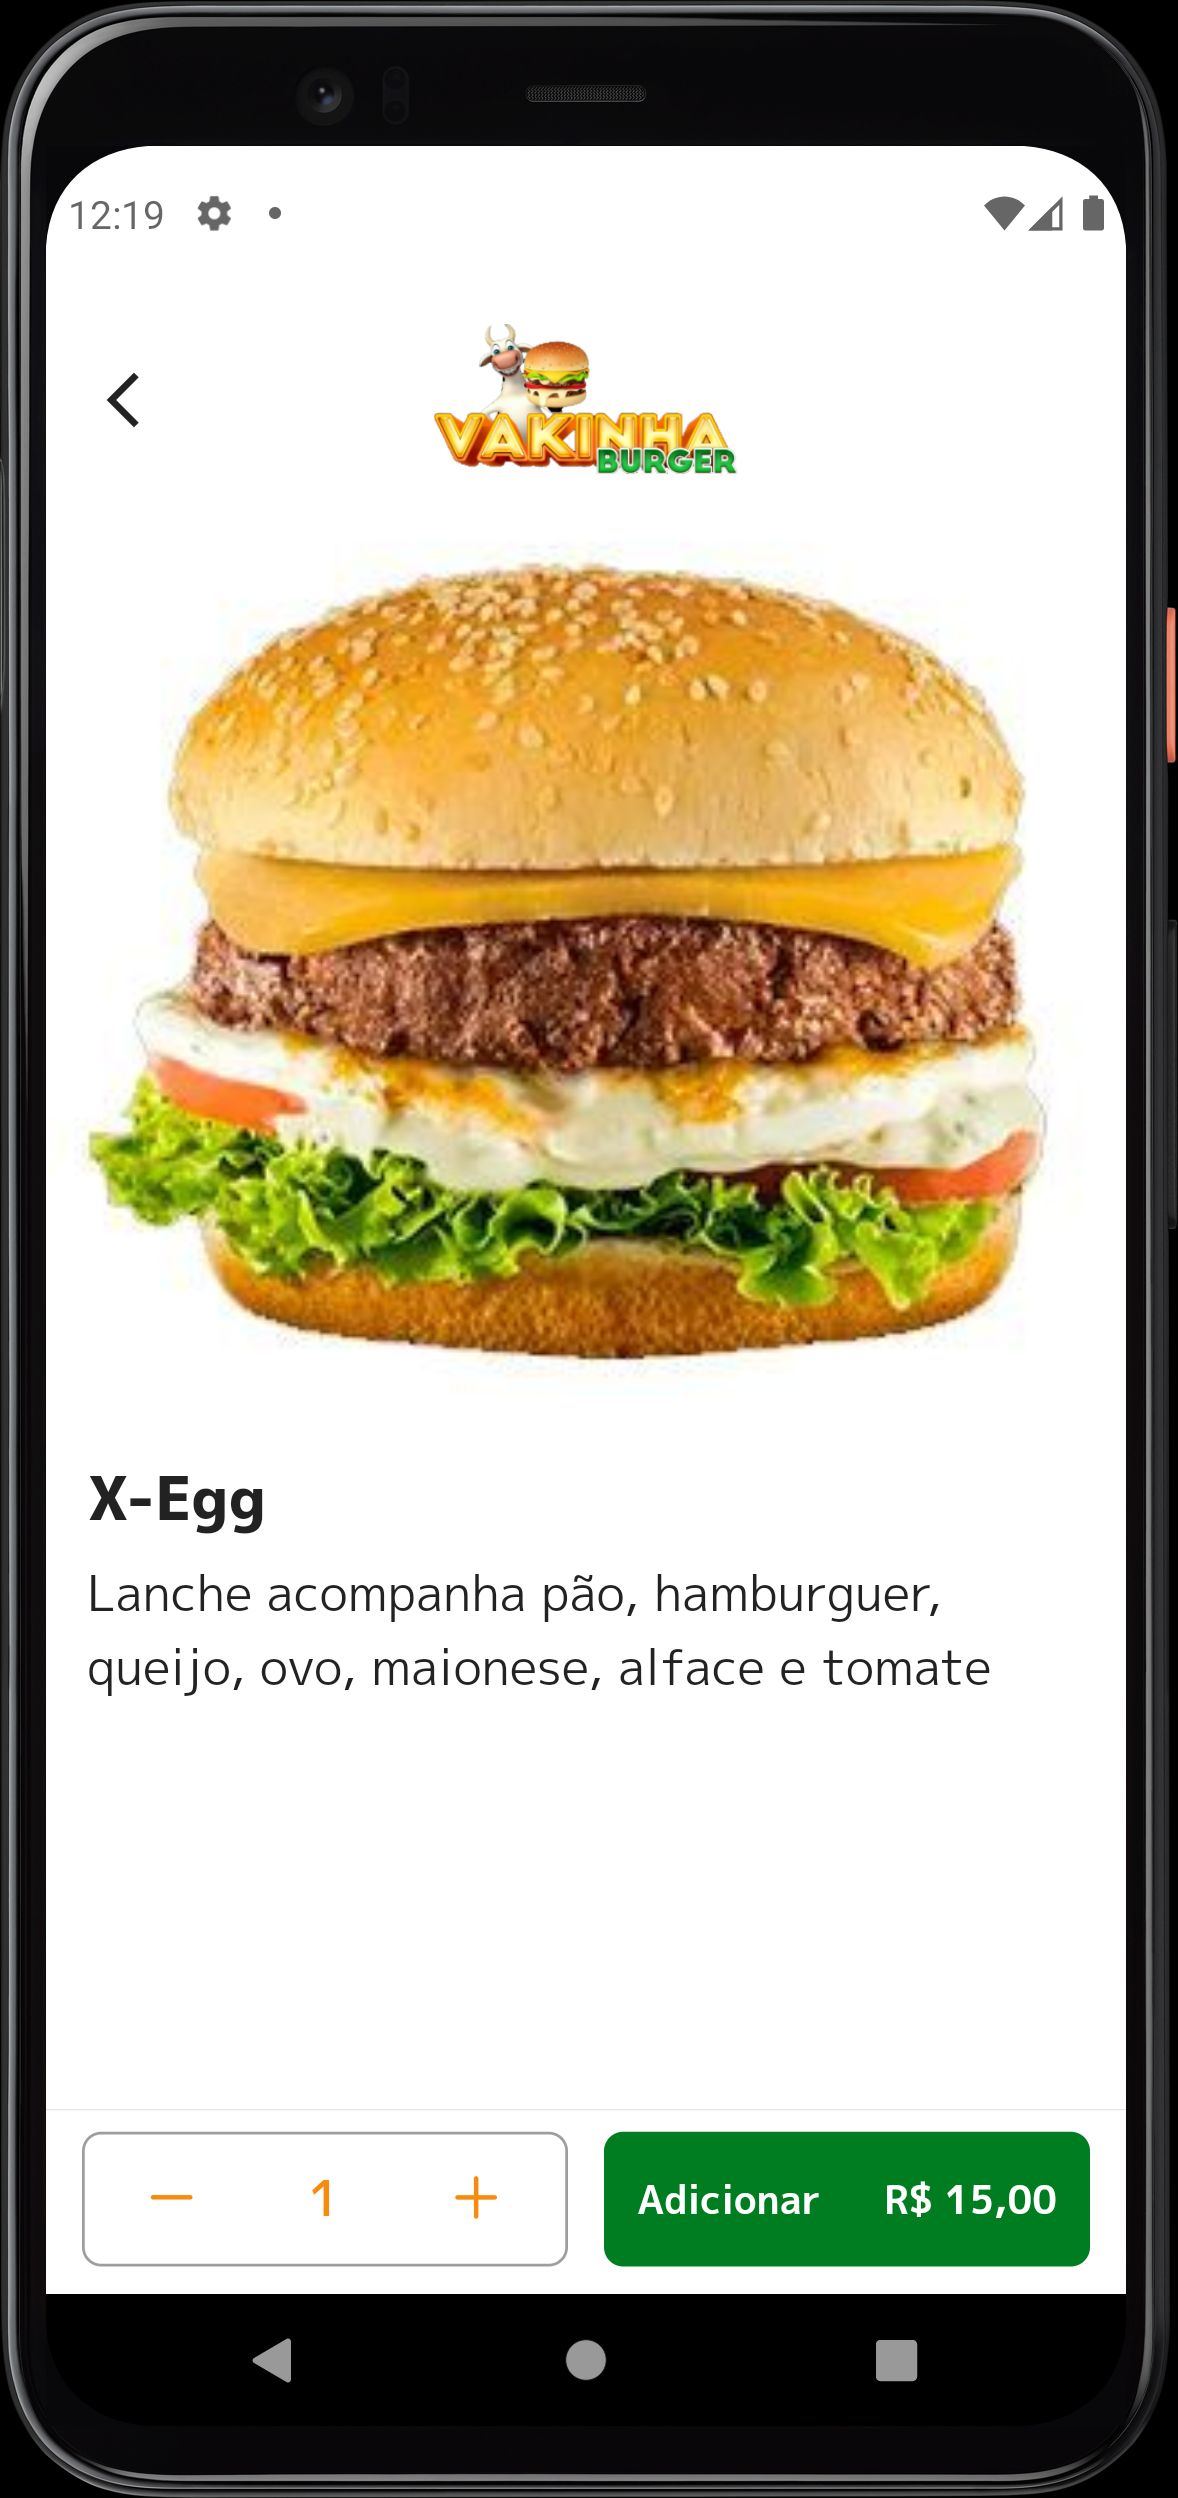 12:19
VAKINHA
BURGER
X-Egg
Lanche acompanha pão, hamburguer,
queijo, ovo, maionese, alface e tomate
1
Adicionar R$ 15,00